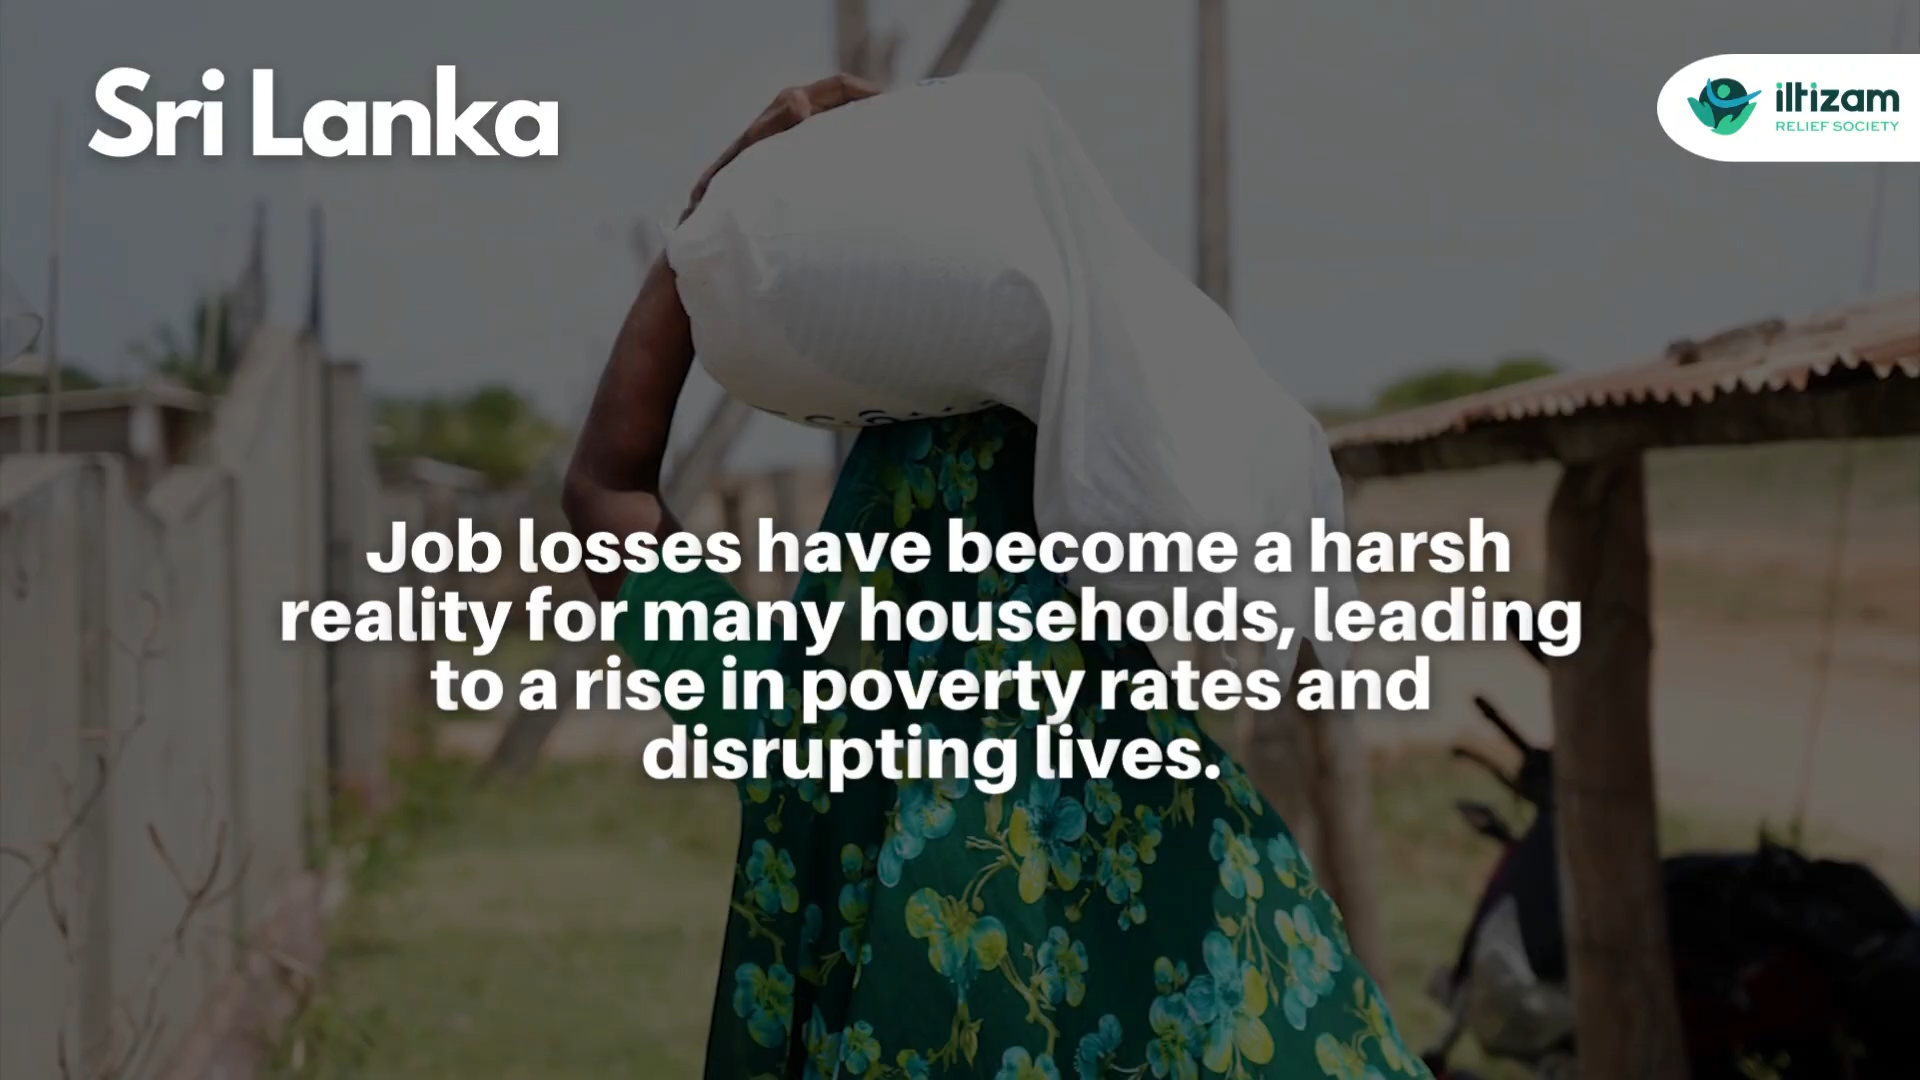 Sri Lanka
iltizam
RELIEF SOCIETY
Job losses have become a harsh
reality for many households, leading
to a rise in poverty rates and
disrupting lives.